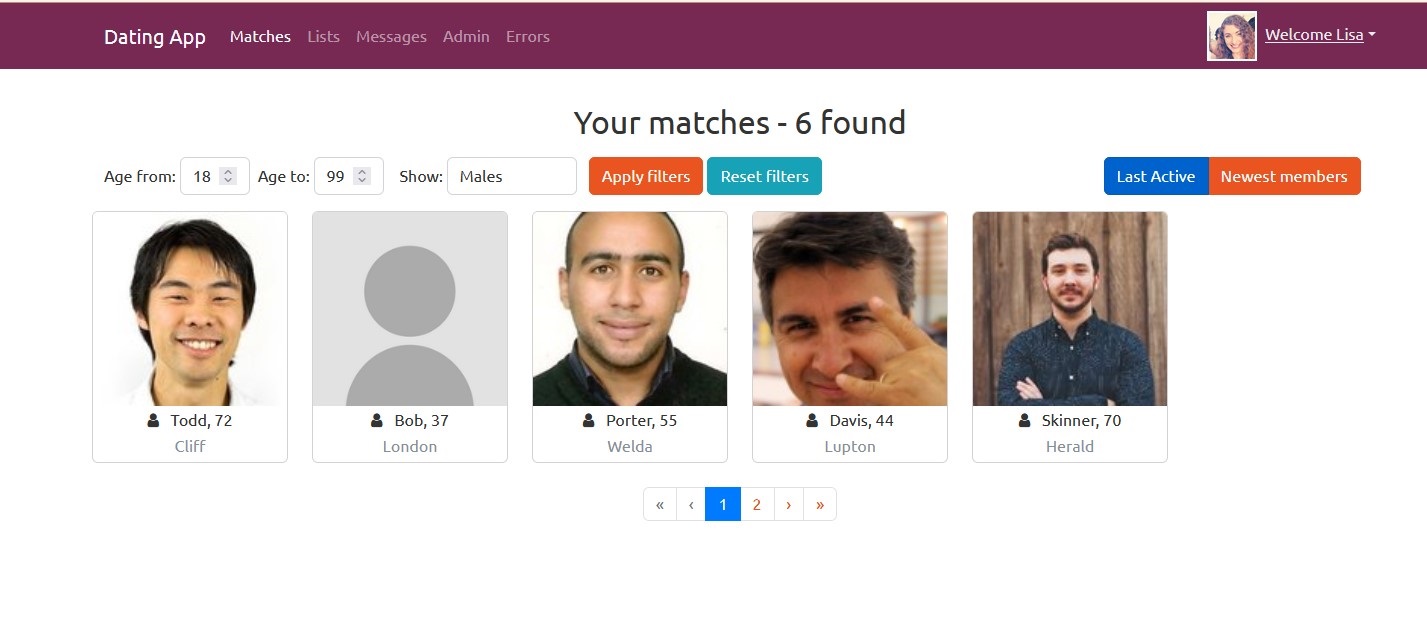 Dating App Matches Lists Messages Admin Errors Welcome Lisa
Your matches - 6 found
Age from: 18 Age to: 99 Show: Males Apply filters Reset filters Last Active Newest members
Todd, 72 Bob, 37 Porter, 55 Davis, 44 Skinner, 70
Cliff London Welda Lupton Herald
« ‹ 1 2 › »